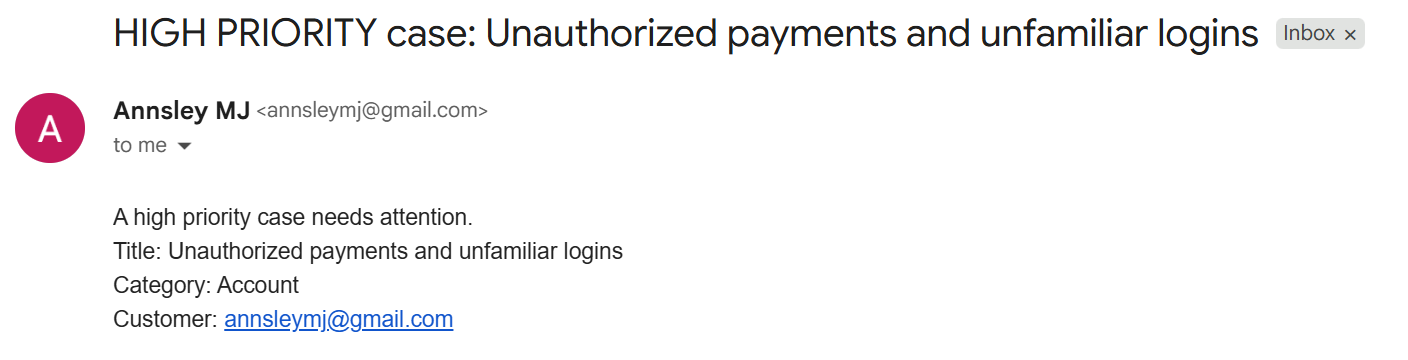 HIGH PRIORITY case: Unauthorized payments and unfamiliar logins Inbox ×
A
Annsley MJ <annsleymj@gmail.com>
to me
A high priority case needs attention.
Title: Unauthorized payments and unfamiliar logins
Category: Account
Customer: annsleymj@gmail.com